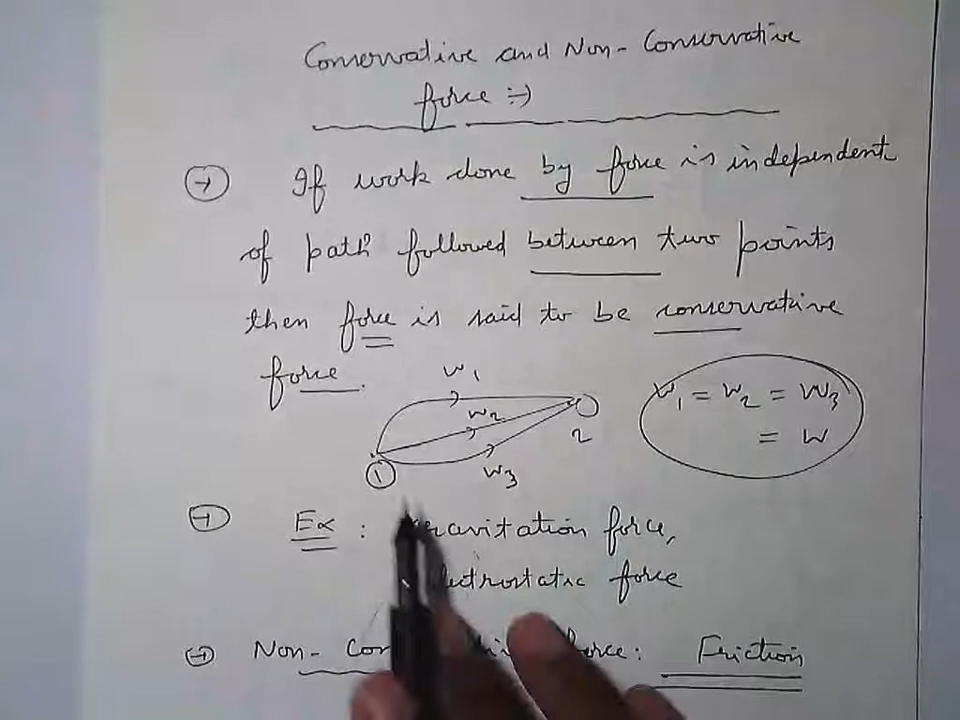 Conservative and Non-Conservative
force :→
→ If work done by force is independent
of path followed between two points
then force is said to be conservative
force.
W1
W2
W3
1
2
W1 = W2 = W3
= W
→ Ex : Gravitation force,
force
→ Non- force: Friction